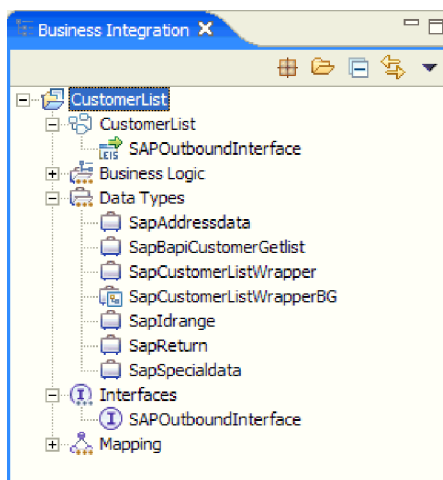 Business Integration
CustomerList
CustomerList
EIS
SAPOutboundInterface
Business Logic
Data Types
SapAddressdata
SapBapiCustomerGetlist
SapCustomerListWrapper
SapCustomerListWrapperBG
SapIdrange
SapReturn
SapSpecialdata
Interfaces
I SAPOutboundInterface
Mapping